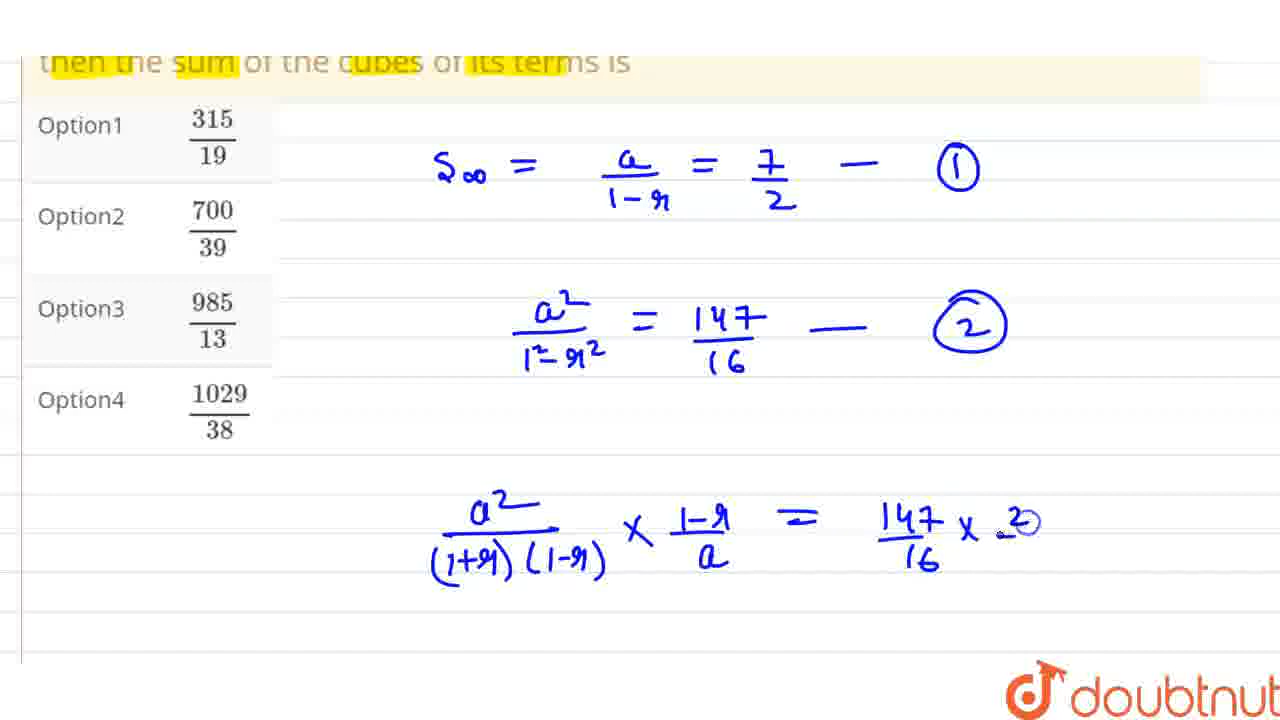 then the sum of the cubes of its terms is
Option1 315/19
S∞ = a/(1-r) = 7/2 — ①
Option2 700/39
Option3 985/13
a²/(1²-r²) = 147/16 — ②
Option4 1029/38
a²/((1+r)(1-r)) × (1-r)/a = 147/16 × 2
doubtnut